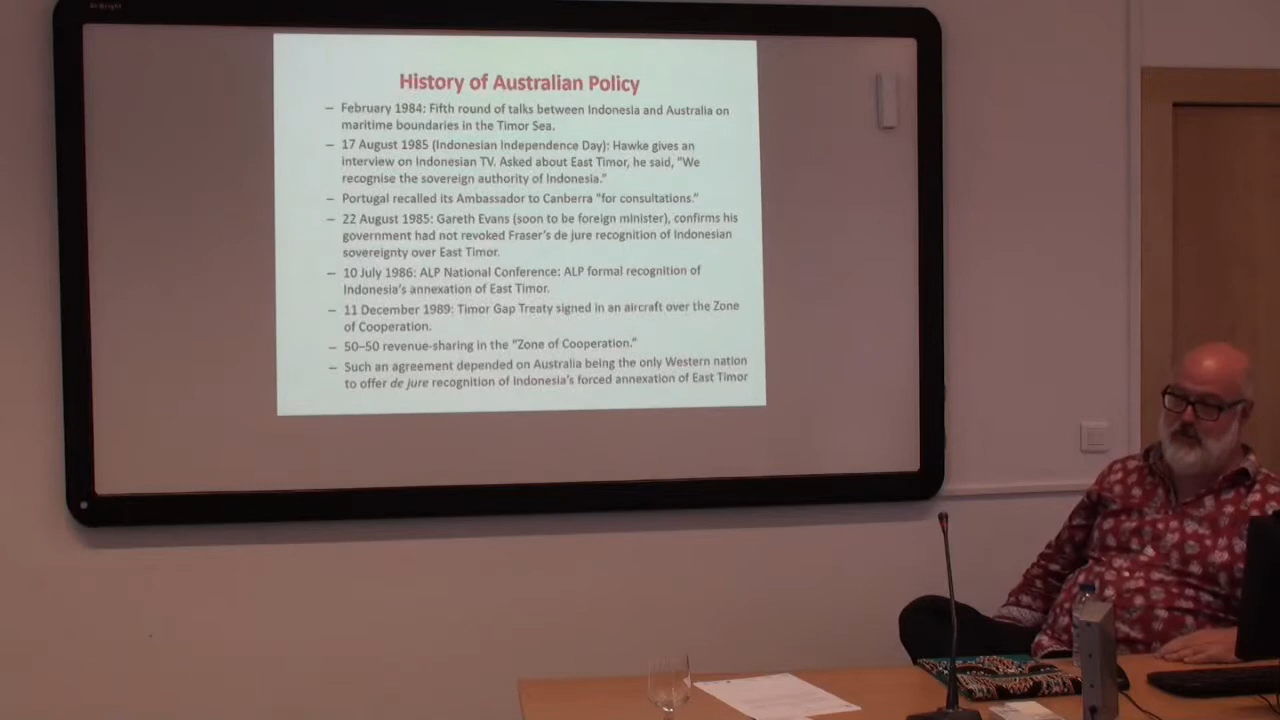 History of Australian Policy
– February 1984: Fifth round of talks between Indonesia and Australia on
maritime boundaries in the Timor Sea.
– 17 August 1985 (Indonesian Independence Day): Hawke gives an
interview on Indonesian TV. Asked about East Timor, he said, "We
recognise the sovereign authority of Indonesia."
– Portugal recalled its Ambassador to Canberra "for consultations."
– 22 August 1985: Gareth Evans (soon to be foreign minister), confirms his
government had not revoked Fraser's de jure recognition of Indonesian
sovereignty over East Timor.
– 10 July 1986: ALP National Conference: ALP formal recognition of
Indonesia's annexation of East Timor.
– 11 December 1989: Timor Gap Treaty signed in an aircraft over the Zone
of Cooperation.
– 50–50 revenue-sharing in the "Zone of Cooperation."
– Such an agreement depended on Australia being the only Western nation
to offer de jure recognition of Indonesia's forced annexation of East Timor